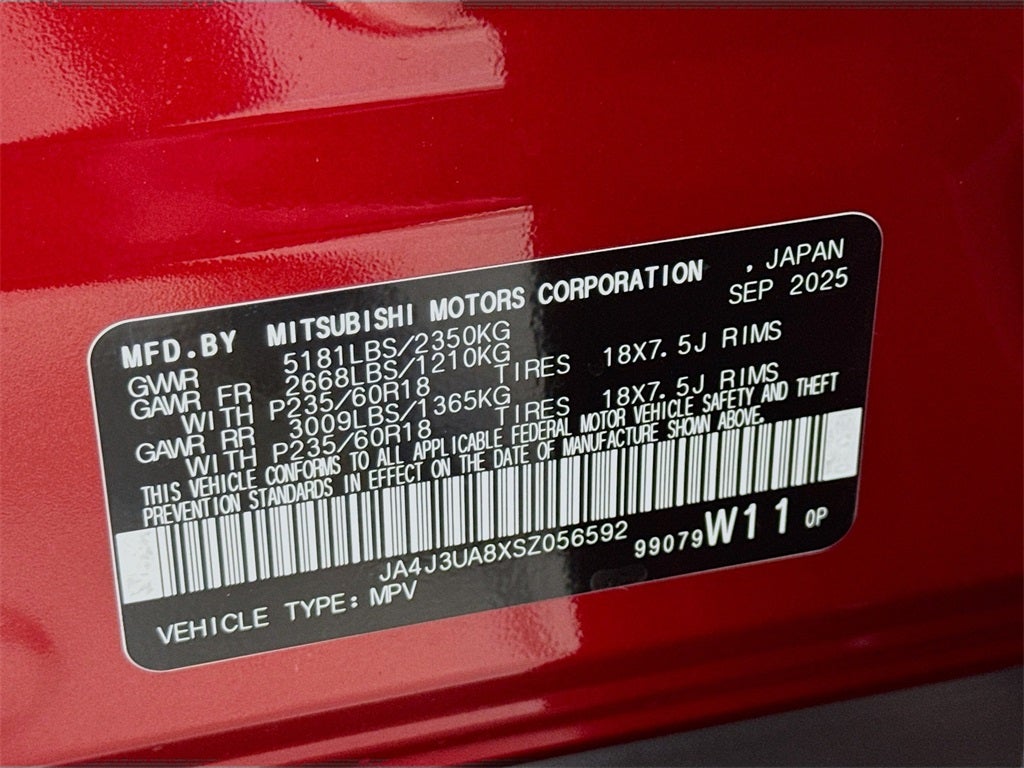 MFD.BY MITSUBISHI MOTORS CORPORATION , JAPAN
SEP 2025
GVWR 5181LBS/2350KG
GAWR FR 2668LBS/1210KG
WITH P235/60R18 TIRES 18X7.5J RIMS
GAWR RR 3009LBS/1365KG
WITH P235/60R18 TIRES 18X7.5J RIMS
THIS VEHICLE CONFORMS TO ALL APPLICABLE FEDERAL MOTOR VEHICLE SAFETY AND THEFT
PREVENTION STANDARDS IN EFFECT ON THE DATE OF MANUFACTURE SHOWN ABOVE.
JA4J3UA8XSZ056592 99079W11 0P
VEHICLE TYPE: MPV